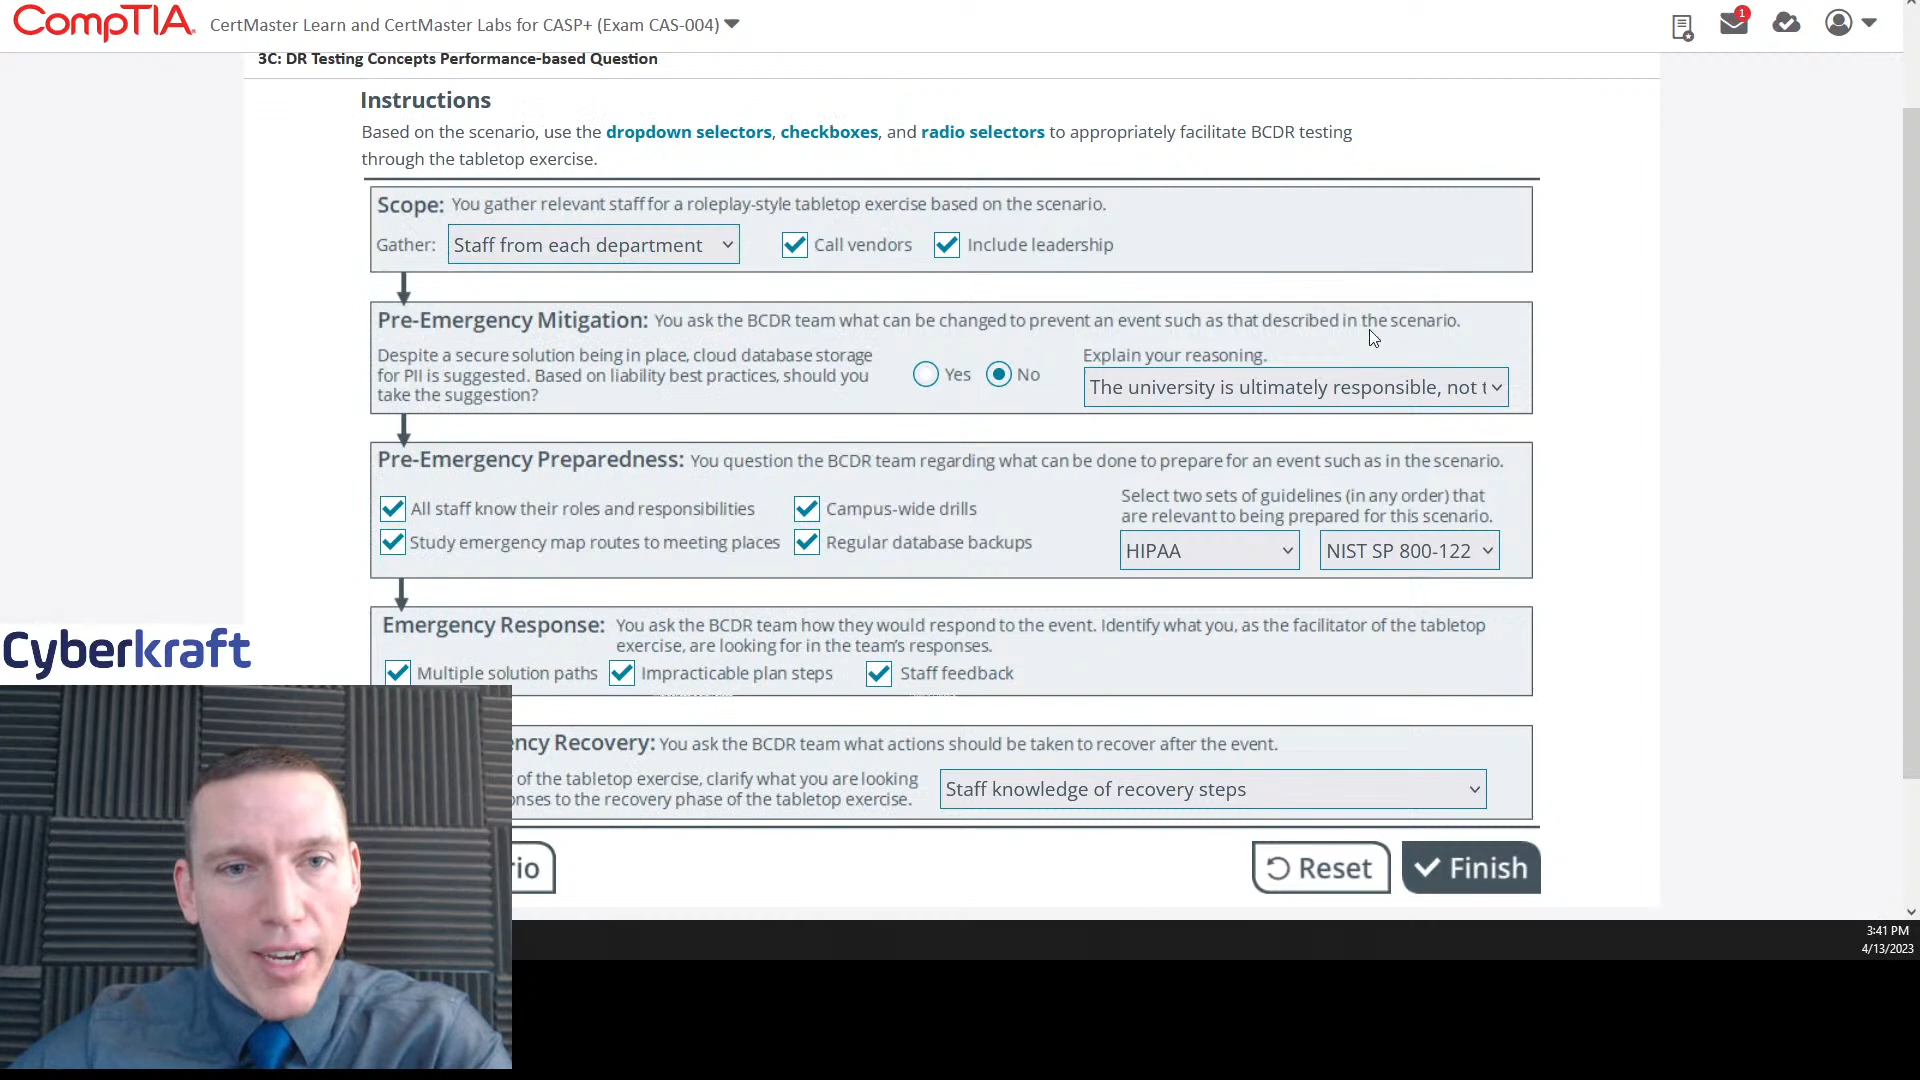 CompTIA.
CertMaster Learn and CertMaster Labs for CASP+ (Exam CAS-004)
1
3C: DR Testing Concepts Performance-based Question
Instructions
Based on the scenario, use the dropdown selectors, checkboxes, and radio selectors to appropriately facilitate BCDR testing
through the tabletop exercise.
Scope: You gather relevant staff for a roleplay-style tabletop exercise based on the scenario.
Gather: Staff from each department Call vendors Include leadership
Pre-Emergency Mitigation: You ask the BCDR team what can be changed to prevent an event such as that described in the scenario.
Despite a secure solution being in place, cloud database storage
for PII is suggested. Based on liability best practices, should you
take the suggestion?
Yes No
Explain your reasoning.
The university is ultimately responsible, not t
Pre-Emergency Preparedness: You question the BCDR team regarding what can be done to prepare for an event such as in the scenario.
All staff know their roles and responsibilities Campus-wide drills
Study emergency map routes to meeting places Regular database backups
Select two sets of guidelines (in any order) that
are relevant to being prepared for this scenario.
HIPAA NIST SP 800-122
Emergency Response: You ask the BCDR team how they would respond to the event. Identify what you, as the facilitator of the tabletop
exercise, are looking for in the team's responses.
Multiple solution paths Impracticable plan steps Staff feedback
Cyberkraft
ncy Recovery: You ask the BCDR team what actions should be taken to recover after the event.
of the tabletop exercise, clarify what you are looking
onses to the recovery phase of the tabletop exercise.
Staff knowledge of recovery steps
io Reset Finish
3:41 PM
4/13/2023